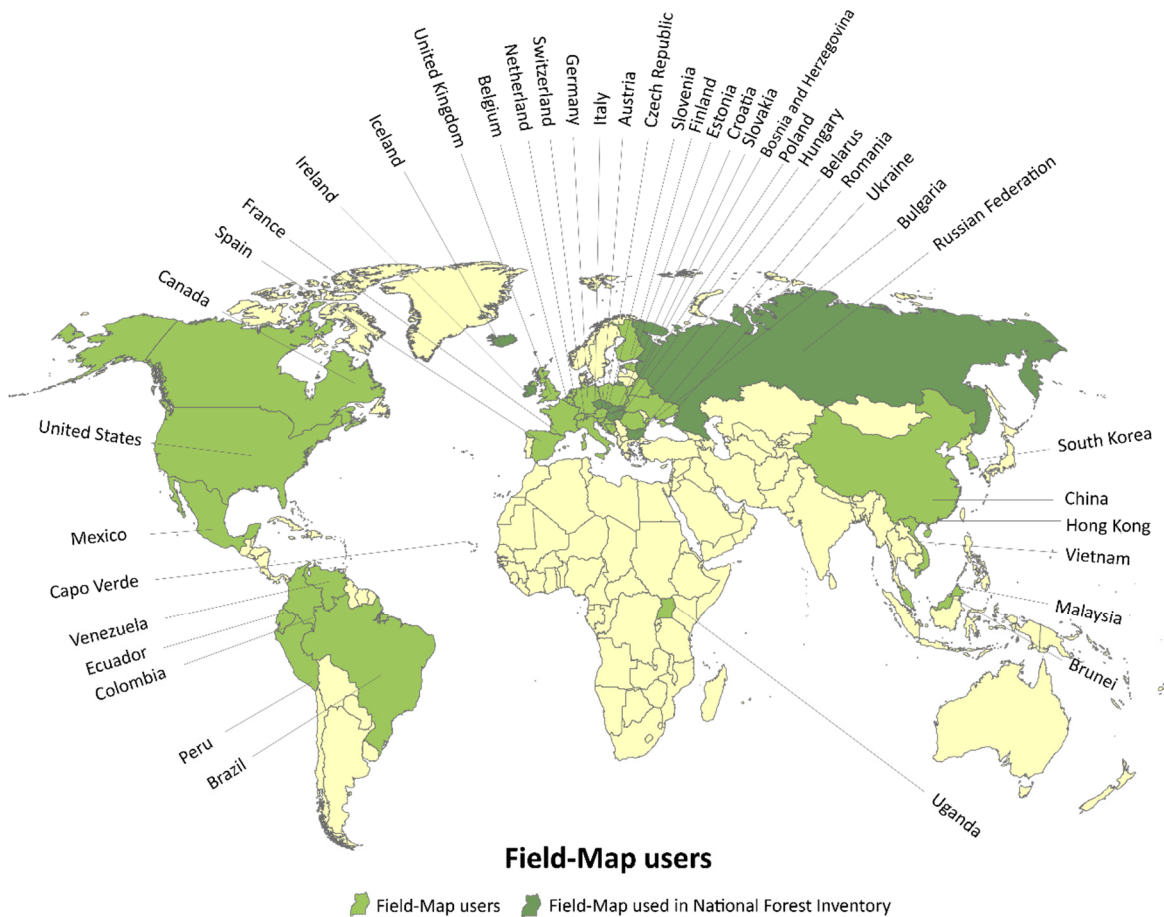 United Kingdom
Belgium
Netherland
Switzerland
Germany
Italy
Austria
Czech Republic
Slovenia
Finland
Estonia
Croatia
Slovakia
Bosnia and Herzegovina
Poland
Hungary
Belarus
Romania
Ukraine
Bulgaria
Russian Federation
Iceland
Ireland
France
Spain
Canada
United States
Mexico
Capo Verde
Venezuela
Ecuador
Colombia
Peru
Brazil
South Korea
China
Hong Kong
Vietnam
Malaysia
Brunei
Uganda
Field-Map users
Field-Map users
Field-Map used in National Forest Inventory